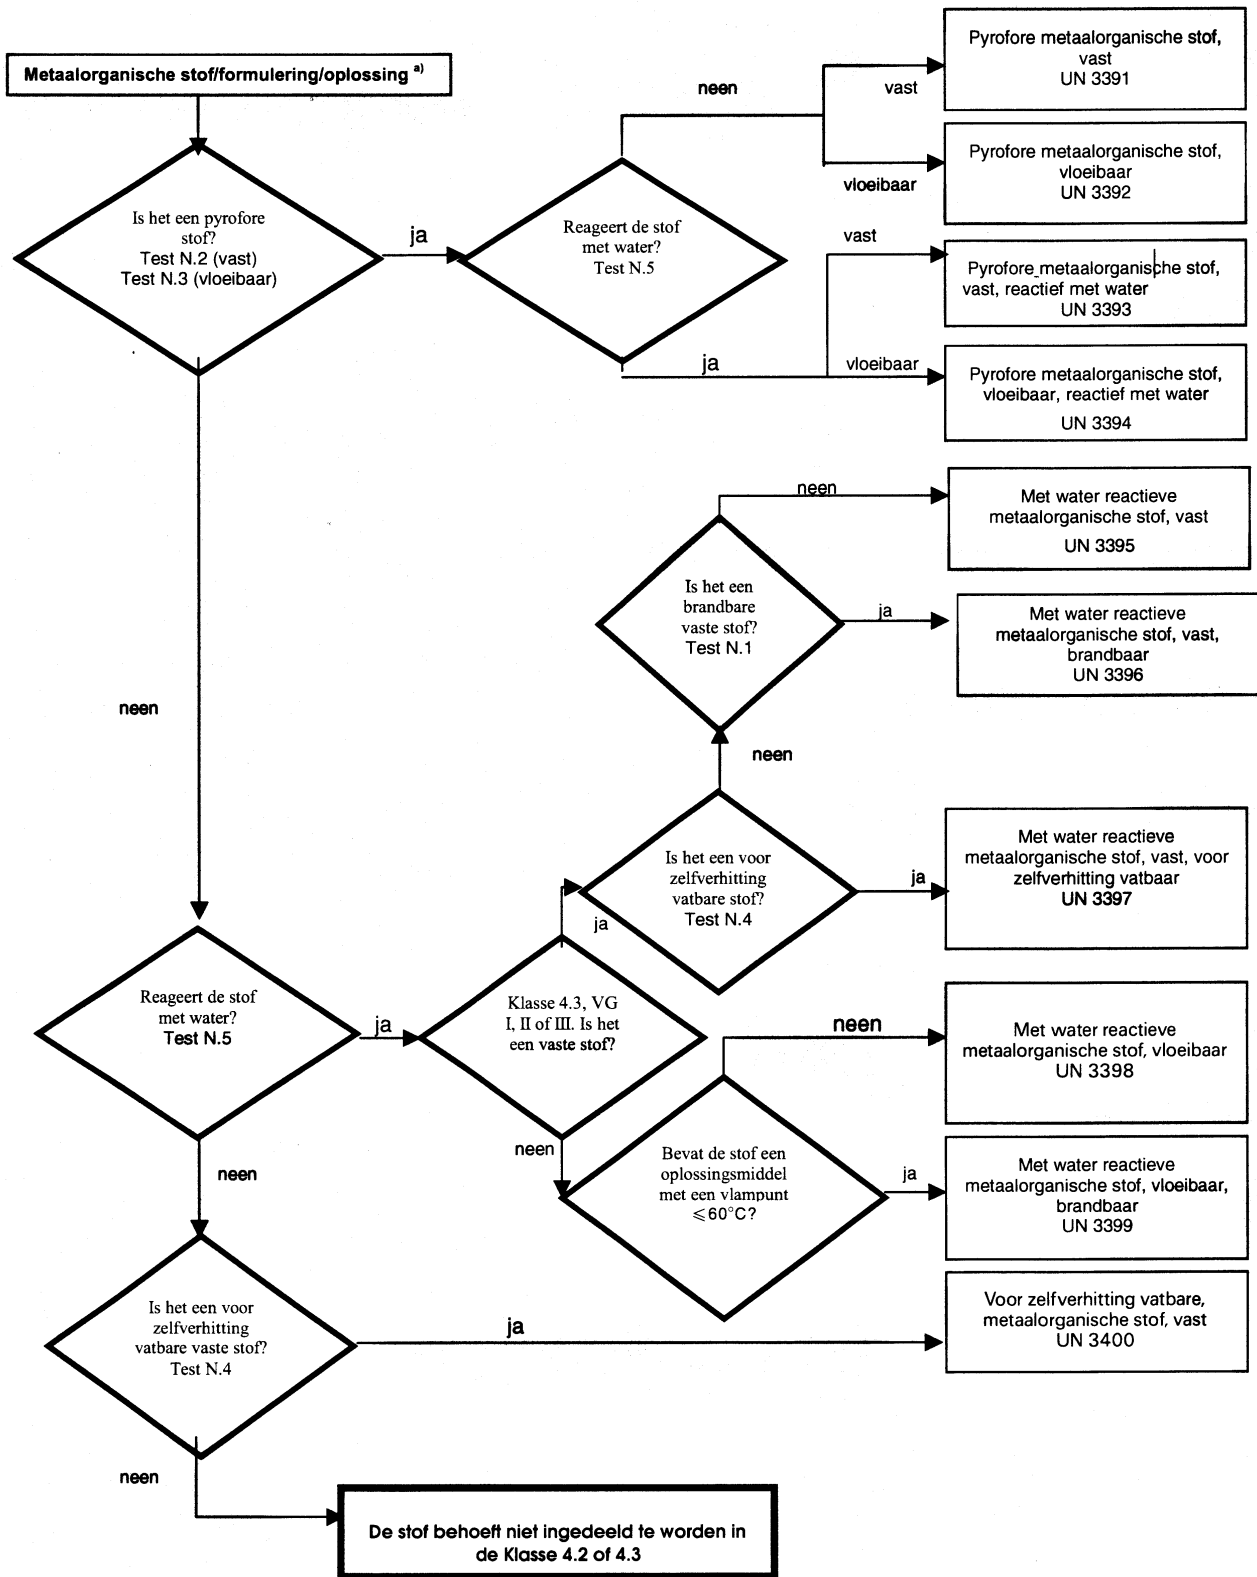 Metaalorganische stof/formulering/oplossing a)
neen
vast
Pyrofore metaalorganische stof,
vast
UN 3391
vloeibaar
Pyrofore metaalorganische stof,
vloeibaar
UN 3392
Is het een pyrofore
stof?
Test N.2 (vast)
Test N.3 (vloeibaar)
ja
Reageert de stof
met water?
Test N.5
vast
Pyrofore metaalorganische stof,
vast, reactief met water
UN 3393
ja
vloeibaar
Pyrofore metaalorganische stof,
vloeibaar, reactief met water
UN 3394
neen
Met water reactieve
metaalorganische stof, vast
UN 3395
Is het een
brandbare
vaste stof?
Test N.1
ja
Met water reactieve
metaalorganische stof, vast,
brandbaar
UN 3396
neen
neen
Is het een voor
zelfverhitting
vatbare stof?
Test N.4
ja
Met water reactieve
metaalorganische stof, vast, voor
zelfverhitting vatbaar
UN 3397
ja
Reageert de stof
met water?
Test N.5
ja
Klasse 4.3, VG
I, II of III. Is het
een vaste stof?
neen
Met water reactieve
metaalorganische stof, vloeibaar
UN 3398
neen
neen
Bevat de stof een
oplossingsmiddel
met een vlampunt
≤60°C?
ja
Met water reactieve
metaalorganische stof, vloeibaar,
brandbaar
UN 3399
Is het een voor
zelfverhitting
vatbare vaste stof?
Test N.4
ja
Voor zelfverhitting vatbare,
metaalorganische stof, vast
UN 3400
neen
De stof behoeft niet ingedeeld te worden in
de Klasse 4.2 of 4.3